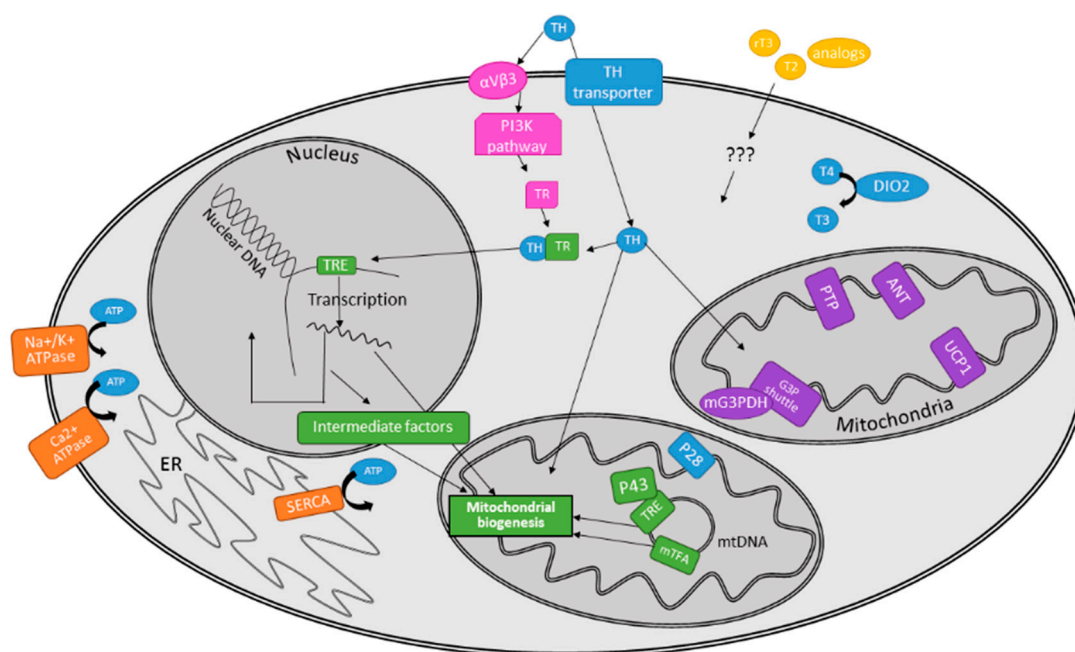 TH
rT3
T2
analogs
αVβ3
TH
transporter
PI3K
pathway
???
Nucleus
T4
DIO2
T3
TR
Nuclear DNA
TH
TR
TH
TRE
Transcription
PTP
ANT
UCP1
ATP
Na+/K+
ATPase
G3P
shuttle
mG3PDH
Mitochondria
ATP
Ca2+
ATPase
Intermediate factors
ER
ATP
SERCA
P28
P43
TRE
Mitochondrial
biogenesis
mtDNA
mTFA